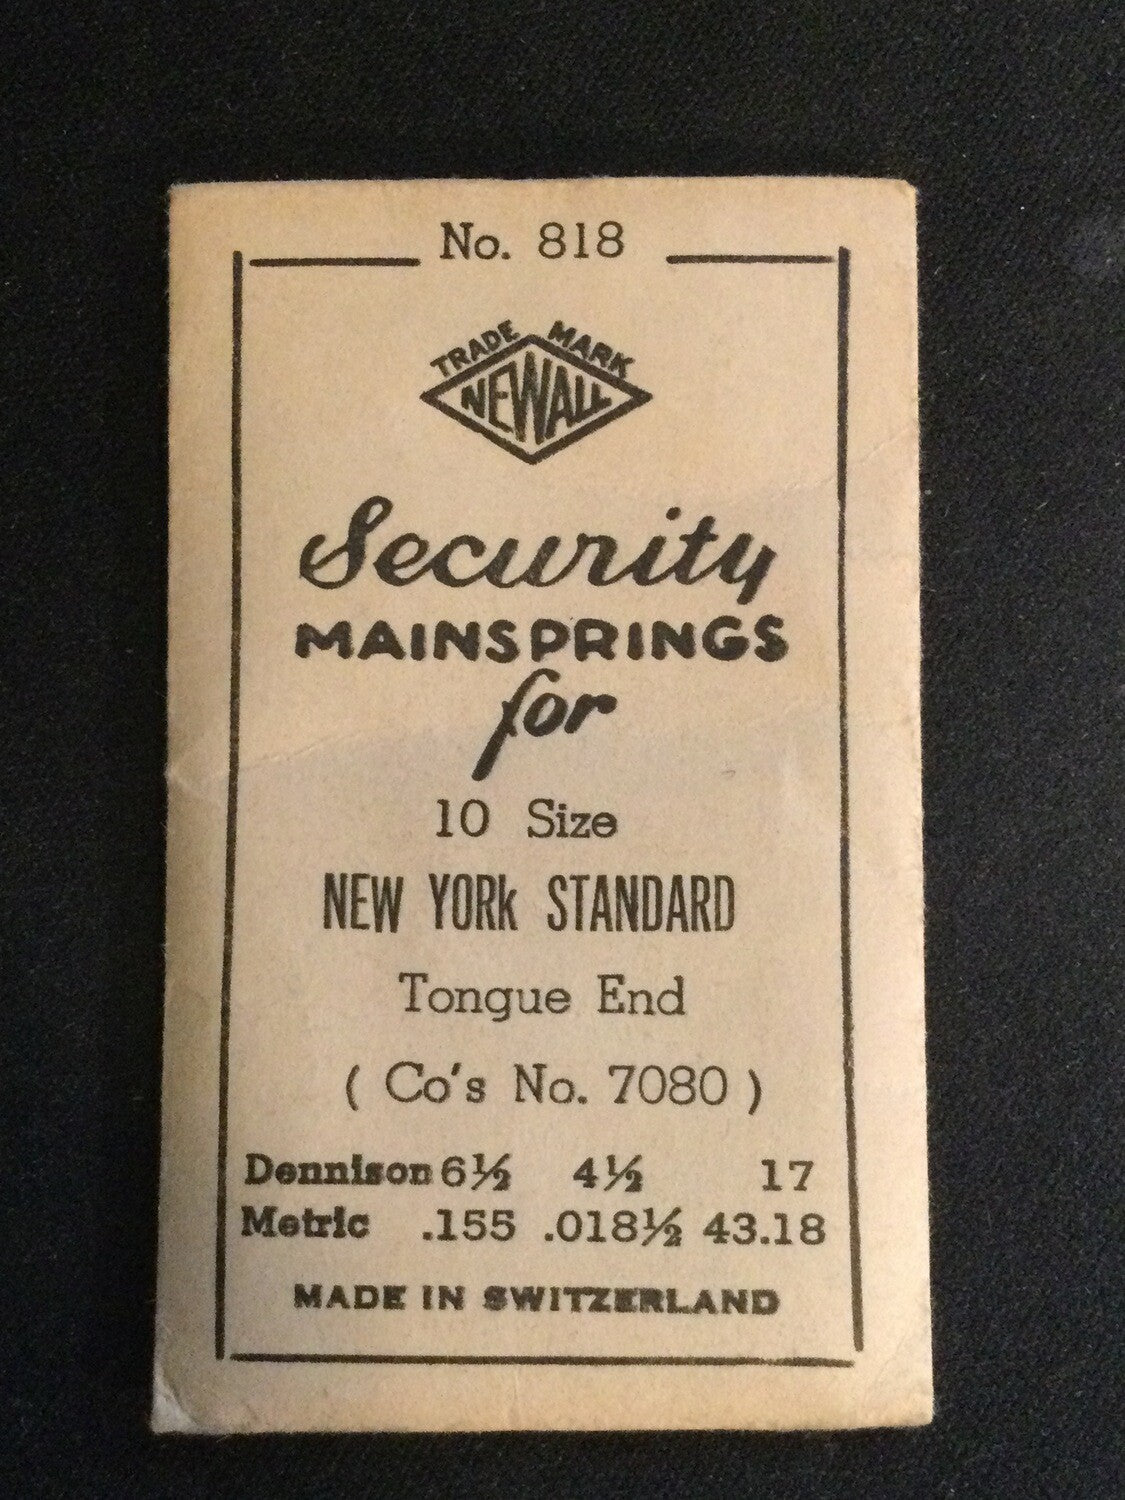 No. 818
TRADE MARK
NEWALL
Security
MAINSPRINGS
for
10 Size
NEW YORk STANDARD
Tongue End
( Co's No. 7080 )
Dennison 6½ 4½ 17
Metric .155 .018½ 43.18
MADE IN SWITZERLAND